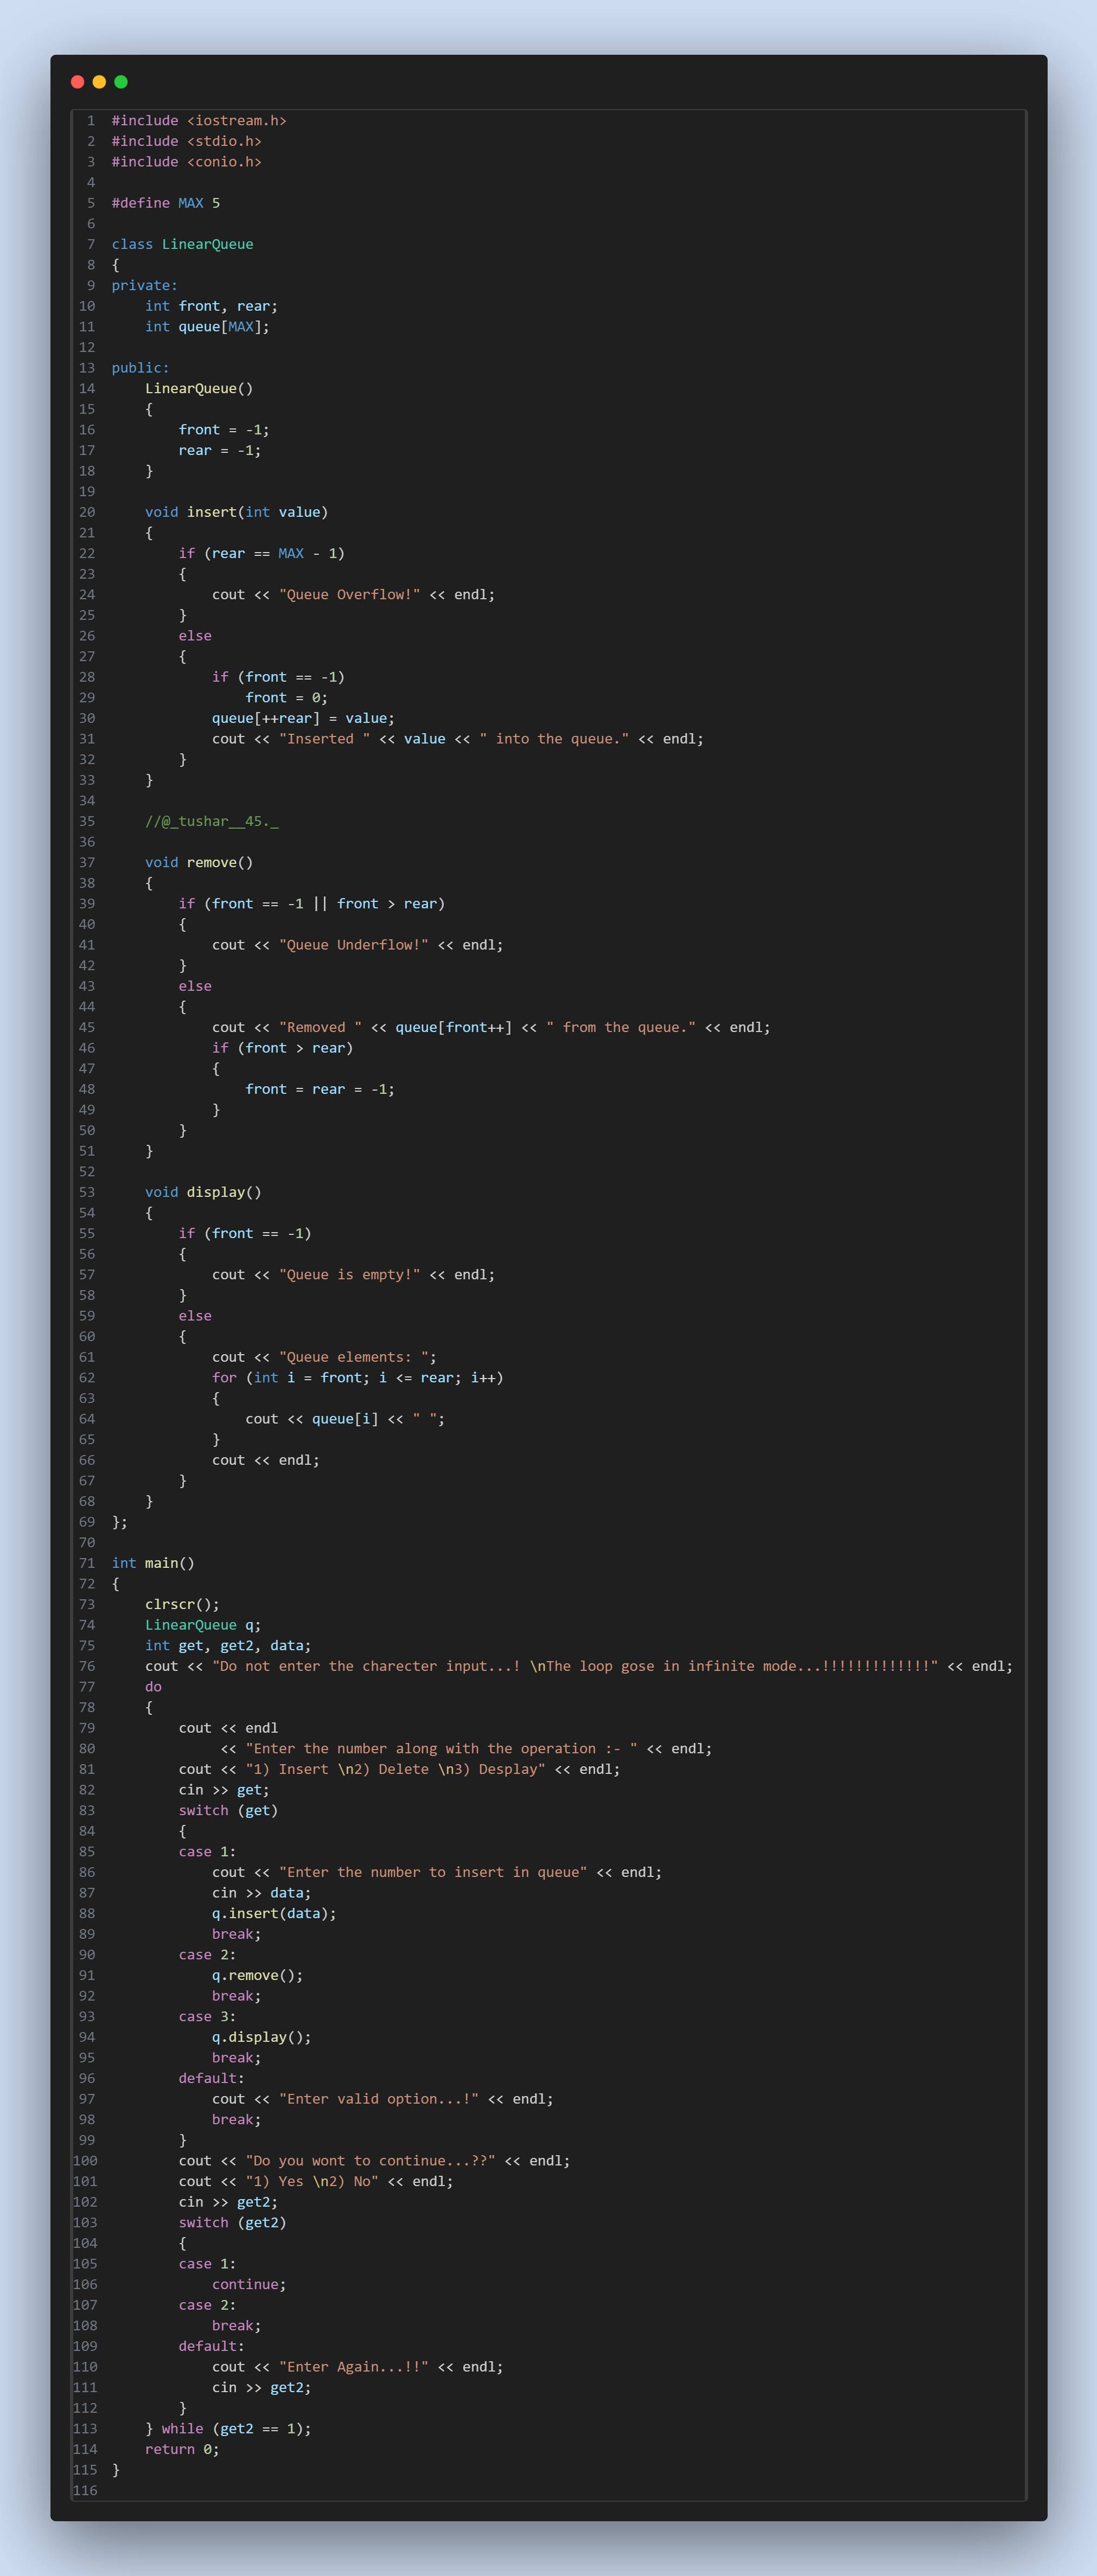 1 #include <iostream.h>
2 #include <stdio.h>
3 #include <conio.h>
4
5 #define MAX 5
6
7 class LinearQueue
8 {
9 private:
10     int front, rear;
11     int queue[MAX];
12
13 public:
14     LinearQueue()
15     {
16         front = -1;
17         rear = -1;
18     }
19
20     void insert(int value)
21     {
22         if (rear == MAX - 1)
23         {
24             cout << "Queue Overflow!" << endl;
25         }
26         else
27         {
28             if (front == -1)
29                 front = 0;
30             queue[++rear] = value;
31             cout << "Inserted " << value << " into the queue." << endl;
32         }
33     }
34
35     //@_tushar__45._
36
37     void remove()
38     {
39         if (front == -1 || front > rear)
40         {
41             cout << "Queue Underflow!" << endl;
42         }
43         else
44         {
45             cout << "Removed " << queue[front++] << " from the queue." << endl;
46             if (front > rear)
47             {
48                 front = rear = -1;
49             }
50         }
51     }
52
53     void display()
54     {
55         if (front == -1)
56         {
57             cout << "Queue is empty!" << endl;
58         }
59         else
60         {
61             cout << "Queue elements: ";
62             for (int i = front; i <= rear; i++)
63             {
64                 cout << queue[i] << " ";
65             }
66             cout << endl;
67         }
68     }
69 };
70
71 int main()
72 {
73     clrscr();
74     LinearQueue q;
75     int get, get2, data;
76     cout << "Do not enter the charecter input...! \nThe loop gose in infinite mode...!!!!!!!!!!!!!" << endl;
77     do
78     {
79         cout << endl
80              << "Enter the number along with the operation :- " << endl;
81         cout << "1) Insert \n2) Delete \n3) Desplay" << endl;
82         cin >> get;
83         switch (get)
84         {
85         case 1:
86             cout << "Enter the number to insert in queue" << endl;
87             cin >> data;
88             q.insert(data);
89             break;
90         case 2:
91             q.remove();
92             break;
93         case 3:
94             q.display();
95             break;
96         default:
97             cout << "Enter valid option...!" << endl;
98             break;
99         }
100         cout << "Do you wont to continue...??" << endl;
101         cout << "1) Yes \n2) No" << endl;
102         cin >> get2;
103         switch (get2)
104         {
105         case 1:
106             continue;
107         case 2:
108             break;
109         default:
110             cout << "Enter Again...!!" << endl;
111             cin >> get2;
112         }
113     } while (get2 == 1);
114     return 0;
115 }
116